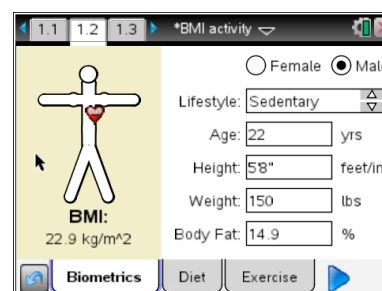 1.1 1.2 1.3 *BMI activity
Female Male
Lifestyle: Sedentary
Age: 22 yrs
Height: 5'8" feet/in
Weight: 150 lbs
BMI:
22.9 kg/m^2
Body Fat: 14.9 %
Biometrics Diet Exercise